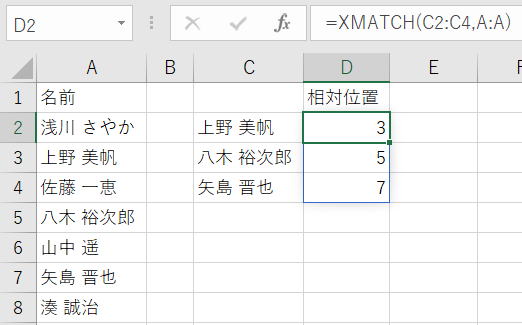 D2 fx =XMATCH(C2:C4,A:A)
A B C D E F
1 名前 相対位置
2 浅川 さやか 上野 美帆 3
3 上野 美帆 八木 裕次郎 5
4 佐藤 一恵 矢島 晋也 7
5 八木 裕次郎
6 山中 遥
7 矢島 晋也
8 湊 誠治